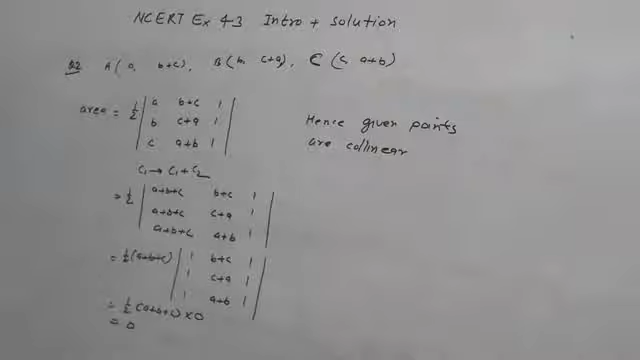 NCERT Ex 4.3 Intro + solution
Q2 A(a, b+c), B(b, c+a), C(c, a+b)
area = 1/2 | a b+c 1 |
| b c+a 1 |
| c a+b 1 |
C1 → C1 + C2
= 1/2 | a+b+c b+c 1 |
| a+b+c c+a 1 |
| a+b+c a+b 1 |
= 1/2 (a+b+c) | 1 b+c 1 |
| 1 c+a 1 |
| 1 a+b 1 |
= 1/2 (a+b+c) × 0
= 0
Hence given points
are collinear